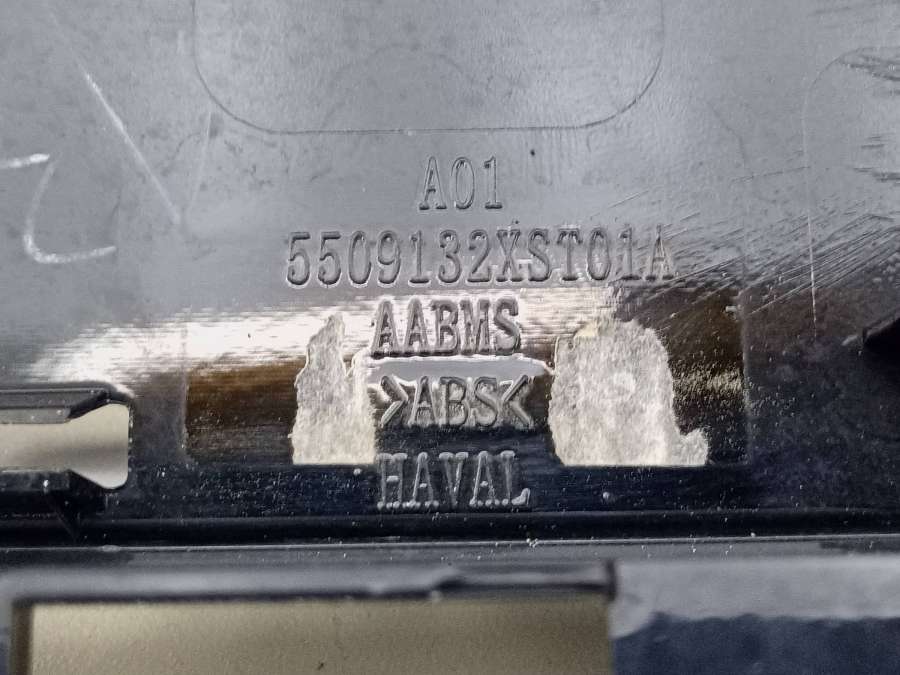 A01
5509132XST01A
AABMS
>ABS<
HAVAL